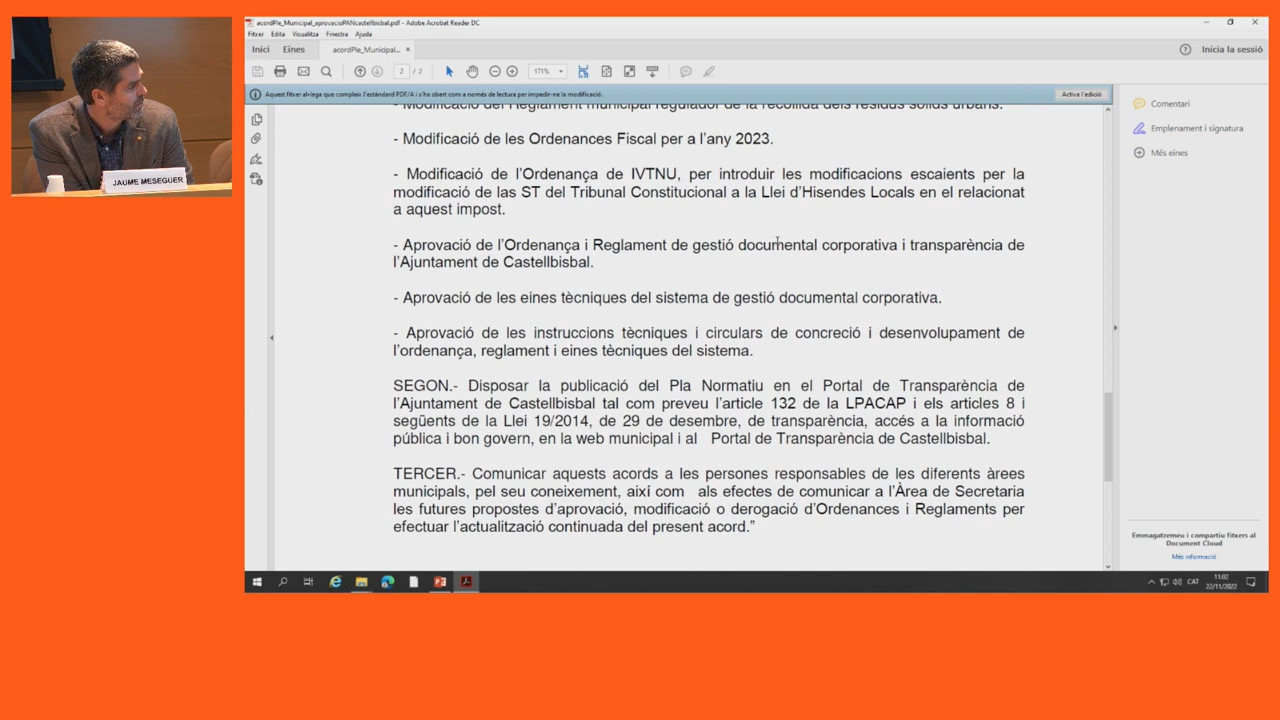 JAUME MESEGUER
acordPle_Municipal_aprovacioPANcastellbisbal.pdf - Adobe Acrobat Reader DC
Fitxer Edita Visualitza Finestra Ajuda
Inici Eines acordPle_Municipal... × Inicia la sessió
2 / 2 171%
Aquest fitxer al·lega que compleix l'estàndard PDF/A i s'ha obert com a només de lectura per impedir-ne la modificació. Activa l'edició
- Modificació del Reglament municipal regulador de la recollida dels residus sòlids urbans.
- Modificació de les Ordenances Fiscal per a l'any 2023.
- Modificació de l'Ordenança de IVTNU, per introduir les modificacions escaients per la
modificació de las ST del Tribunal Constitucional a la Llei d'Hisendes Locals en el relacionat
a aquest impost.
- Aprovació de l'Ordenança i Reglament de gestió documental corporativa i transparència de
l'Ajuntament de Castellbisbal.
- Aprovació de les eines tècniques del sistema de gestió documental corporativa.
- Aprovació de les instruccions tècniques i circulars de concreció i desenvolupament de
l'ordenança, reglament i eines tècniques del sistema.
SEGON.- Disposar la publicació del Pla Normatiu en el Portal de Transparència de
l'Ajuntament de Castellbisbal tal com preveu l'article 132 de la LPACAP i els articles 8 i
següents de la Llei 19/2014, de 29 de desembre, de transparència, accés a la informació
pública i bon govern, en la web municipal i al Portal de Transparència de Castellbisbal.
TERCER.- Comunicar aquests acords a les persones responsables de les diferents àrees
municipals, pel seu coneixement, així com als efectes de comunicar a l'Àrea de Secretaria
les futures propostes d'aprovació, modificació o derogació d'Ordenances i Reglaments per
efectuar l'actualització continuada del present acord."
Comentari
Emplenament i signatura
Més eines
Emmagatzemeu i compartiu fitxers al
Document Cloud
Més informació
CAT
11:02
22/11/2022